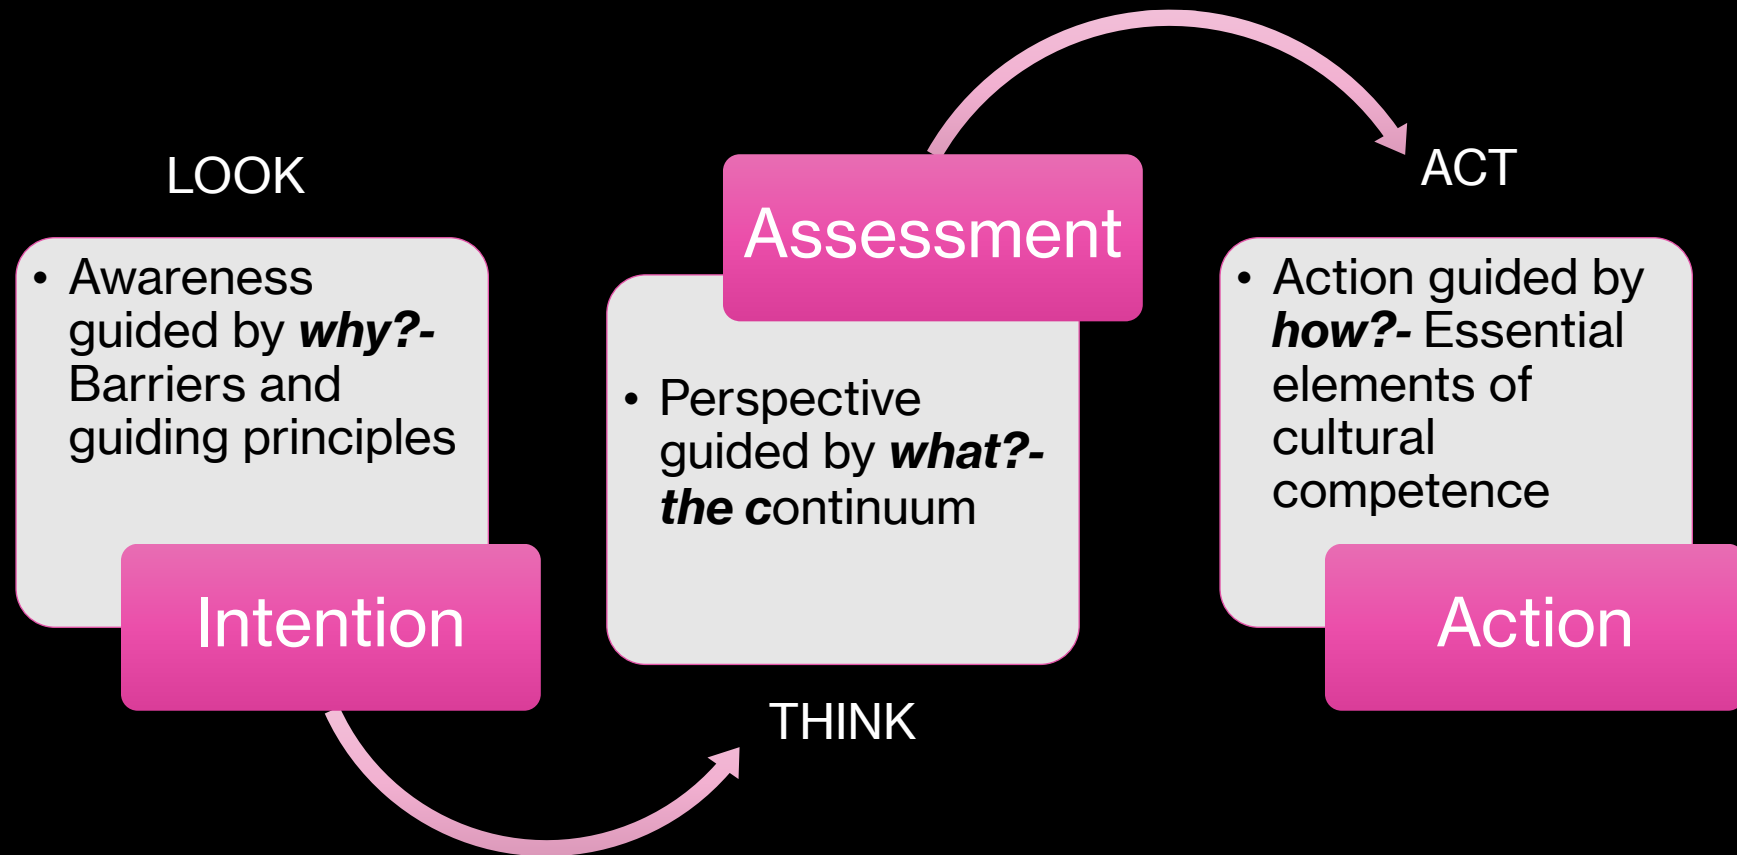 LOOK
• Awareness
guided by why?-
Barriers and
guiding principles
Intention
Assessment
• Perspective
guided by what?-
the continuum
THINK
ACT
• Action guided by
how?- Essential
elements of
cultural
competence
Action